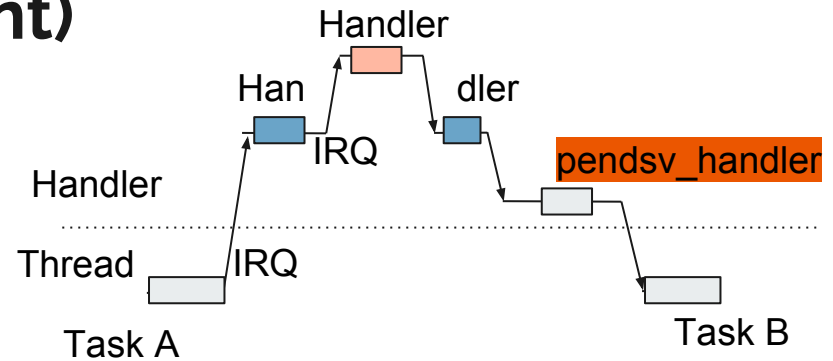 nt)
Handler
Han
dler
IRQ
pendsv_handler
Handler
Thread
IRQ
Task A
Task B